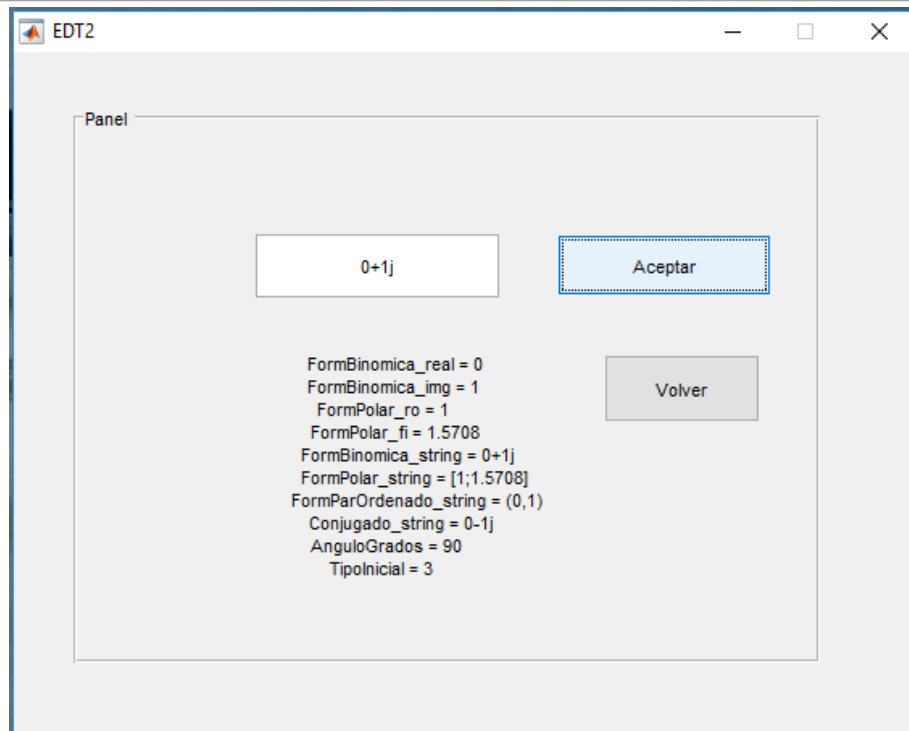 EDT2
Panel
0+1j
Aceptar
FormBinomica_real = 0
FormBinomica_img = 1
FormPolar_ro = 1
FormPolar_fi = 1.5708
FormBinomica_string = 0+1j
FormPolar_string = [1;1.5708]
FormParOrdenado_string = (0,1)
Conjugado_string = 0-1j
AnguloGrados = 90
TipoInicial = 3
Volver